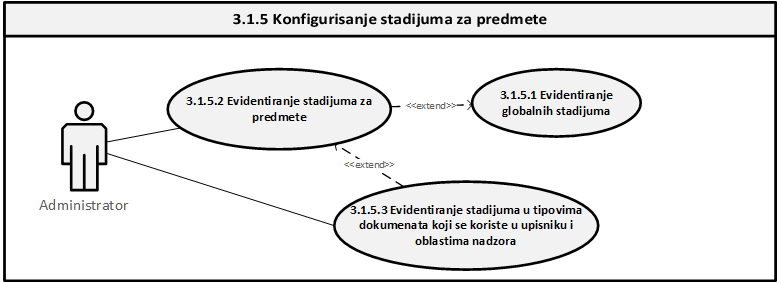 3.1.5 Konfigurisanje stadijuma za predmete
3.1.5.2 Evidentiranje stadijuma za
predmete
<<extend>>
3.1.5.1 Evidentiranje
globalnih stadijuma
<<extend>>
Administrator
3.1.5.3 Evidentiranje stadijuma u tipovima
dokumenata koji se koriste u upisniku i
oblastima nadzora